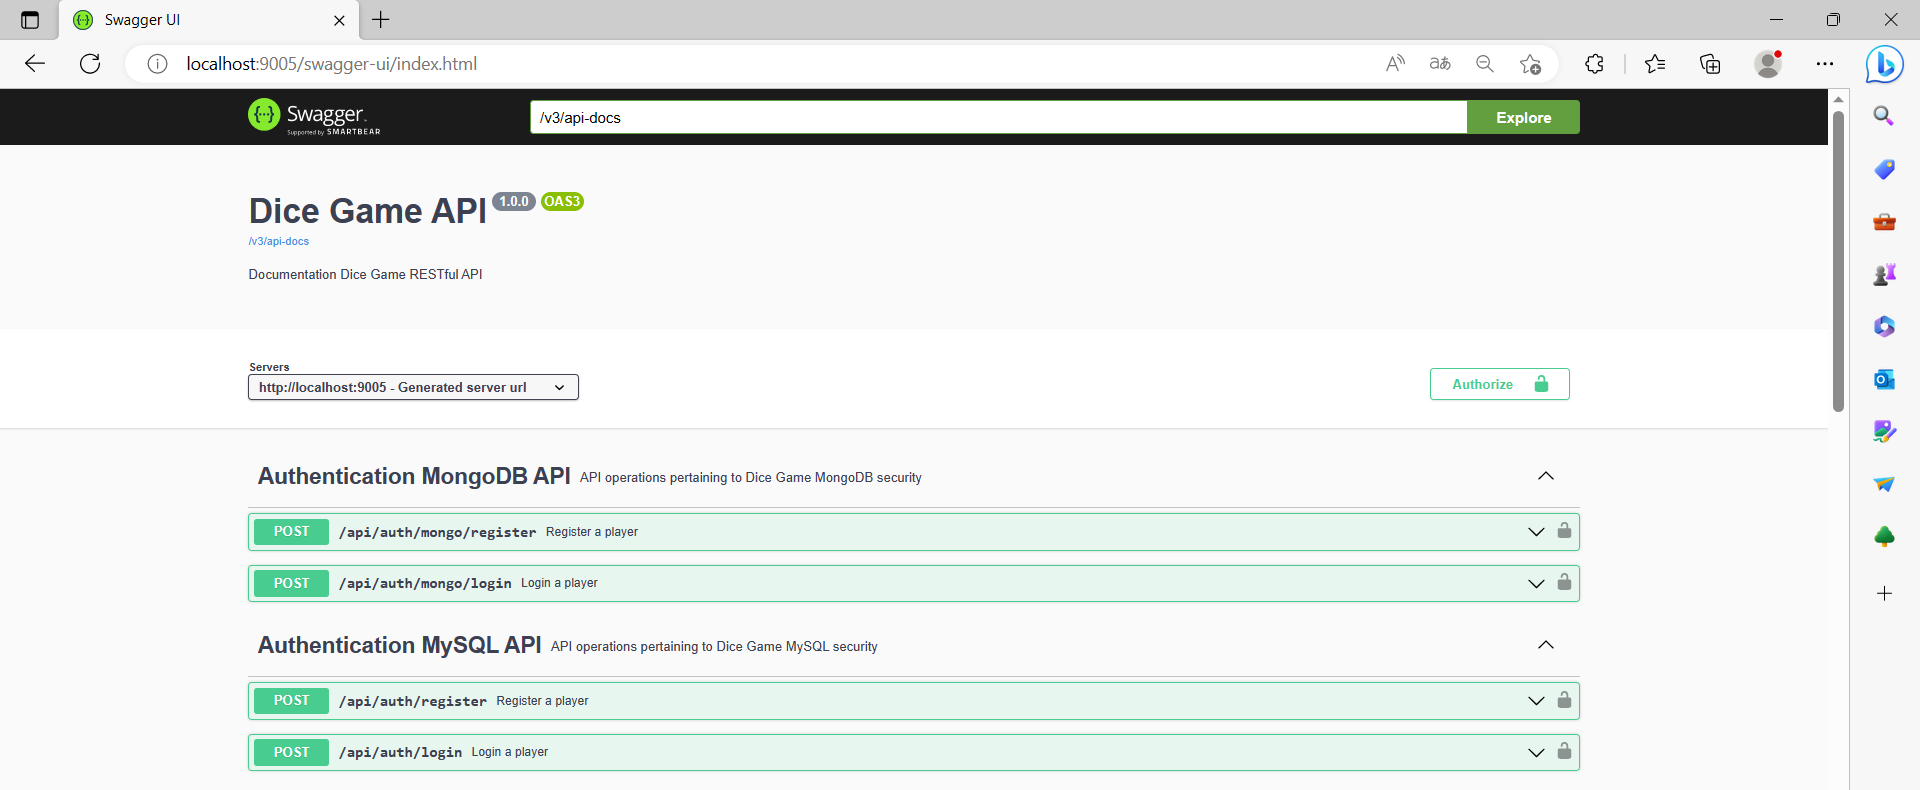 Swagger UI
localhost:9005/swagger-ui/index.html
Swagger
Supported by SMARTBEAR
/v3/api-docs
Explore
Dice Game API 1.0.0 OAS3
/v3/api-docs
Documentation Dice Game RESTful API
Servers
http://localhost:9005 - Generated server url
Authorize
Authentication MongoDB API API operations pertaining to Dice Game MongoDB security
POST /api/auth/mongo/register Register a player
POST /api/auth/mongo/login Login a player
Authentication MySQL API API operations pertaining to Dice Game MySQL security
POST /api/auth/register Register a player
POST /api/auth/login Login a player